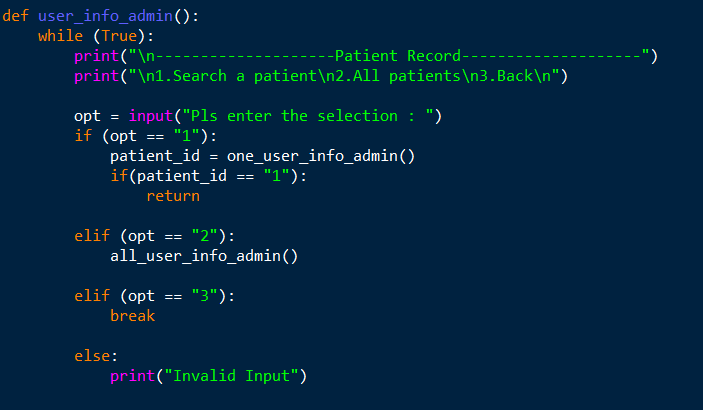 def user_info_admin():
    while (True):
        print("\n--------------------Patient Record--------------------")
        print("\n1.Search a patient\n2.All patients\n3.Back\n")
        opt = input("Pls enter the selection : ")
        if (opt == "1"):
            patient_id = one_user_info_admin()
            if(patient_id == "1"):
                return
        elif (opt == "2"):
            all_user_info_admin()
        elif (opt == "3"):
            break
        else:
            print("Invalid Input")